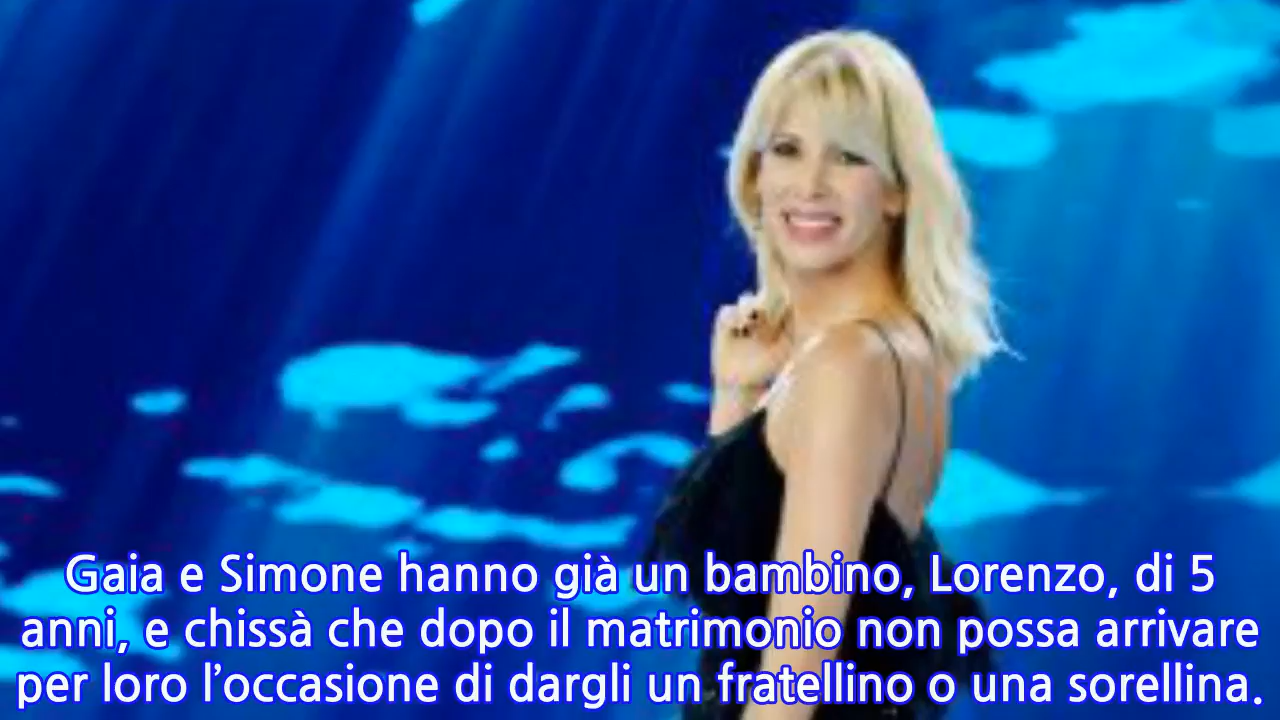 Gaia e Simone hanno già un bambino, Lorenzo, di 5
anni, e chissà che dopo il matrimonio non possa arrivare
per loro l’occasione di dargli un fratellino o una sorellina.